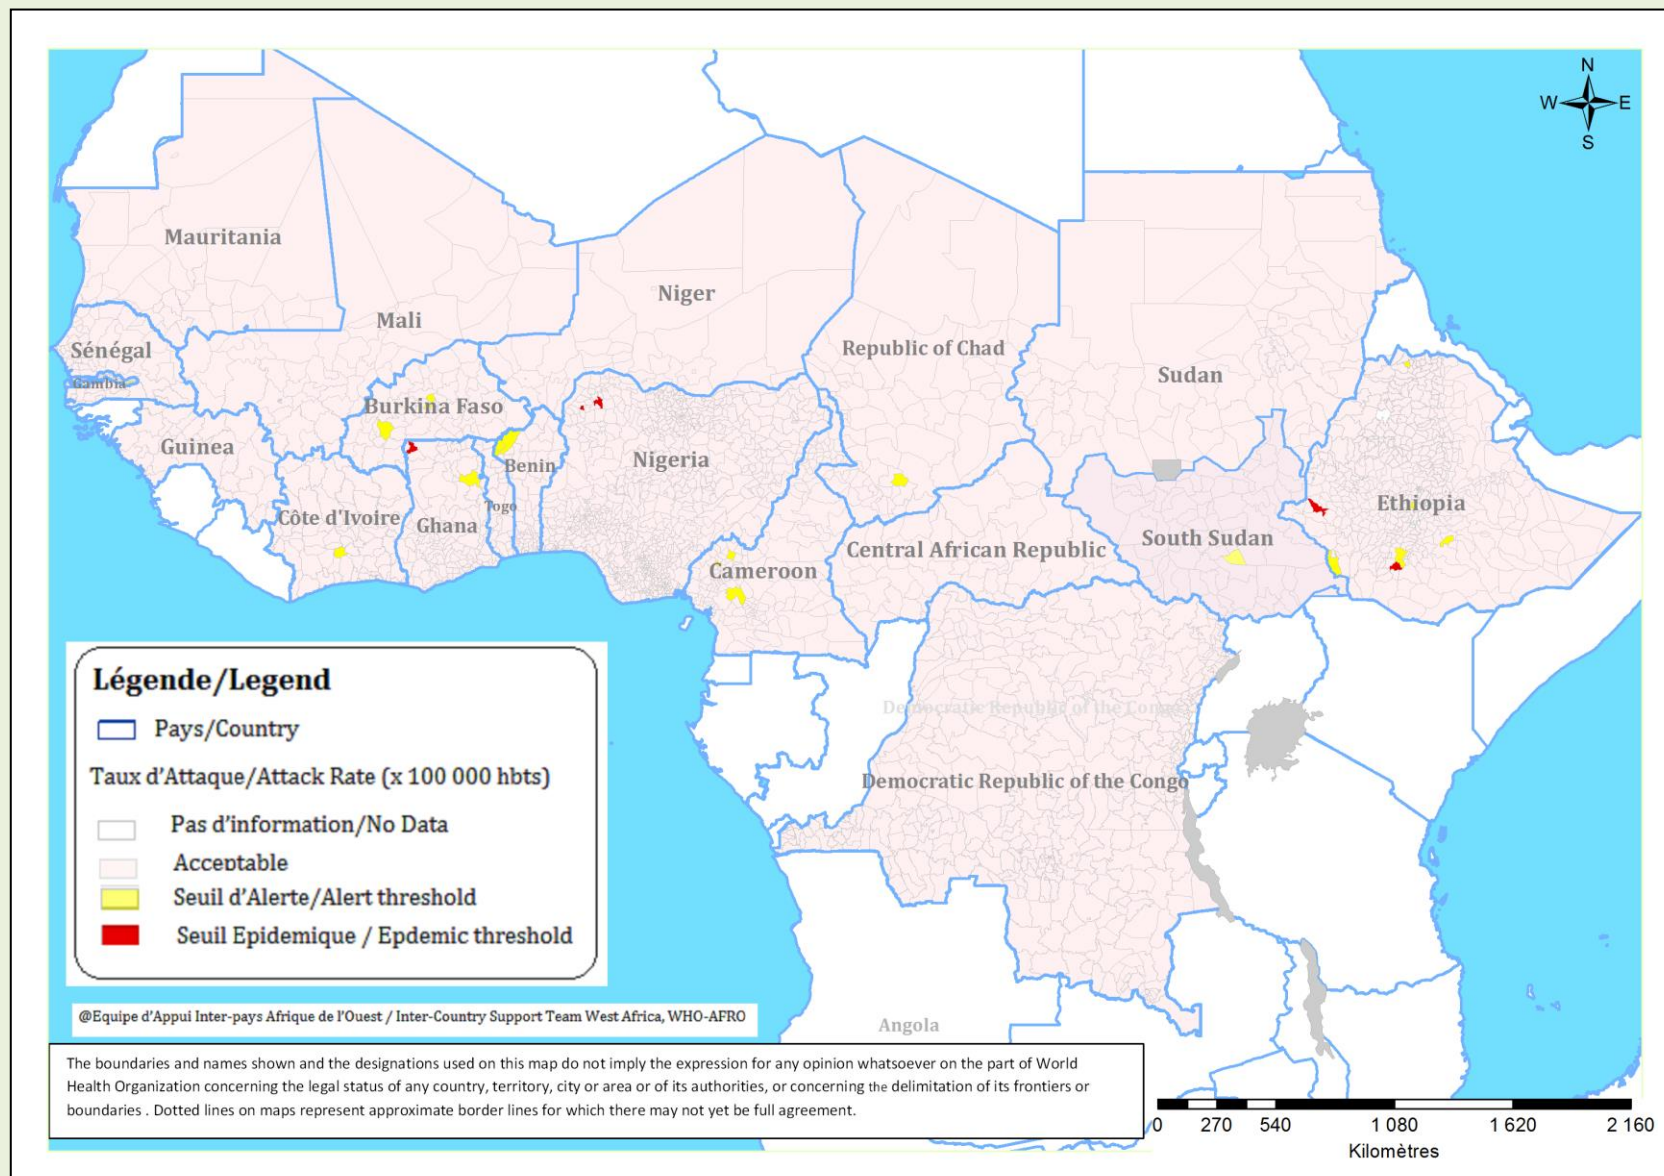 N
W E
S
Mauritania
Niger
Mali
Sénégal
Republic of Chad
Sudan
Gambia
Burkina Faso
Guinea
Nigeria
Benin
Ethiopia
Togo
Côte d'Ivoire
Ghana
South Sudan
Central African Republic
Cameroon
Democratic Republic of the Congo
Democratic Republic of the Congo
Angola
Légende/Legend
Pays/Country
Taux d'Attaque/Attack Rate (x 100 000 hbts)
Pas d'information/No Data
Acceptable
Seuil d'Alerte/Alert threshold
Seuil Epidemique / Epdemic threshold
@Equipe d'Appui Inter-pays Afrique de l'Ouest / Inter-Country Support Team West Africa, WHO-AFRO
The boundaries and names shown and the designations used on this map do not imply the expression for any opinion whatsoever on the part of World
Health Organization concerning the legal status of any country, territory, city or area or of its authorities, or concerning the delimitation of its frontiers or
boundaries . Dotted lines on maps represent approximate border lines for which there may not yet be full agreement.
0 270 540 1 080 1 620 2 160
Kilomètres